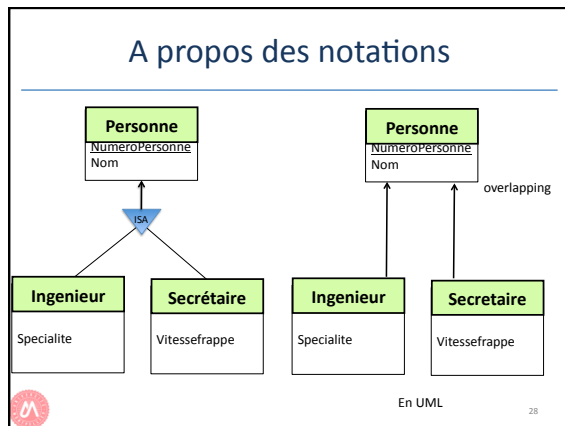 A propos des notations
Personne
NumeroPersonne
Nom
ISA
Ingenieur
Specialite
Secrétaire
Vitessefrappe
Personne
NumeroPersonne
Nom
overlapping
Ingenieur
Specialite
Secretaire
Vitessefrappe
En UML
28